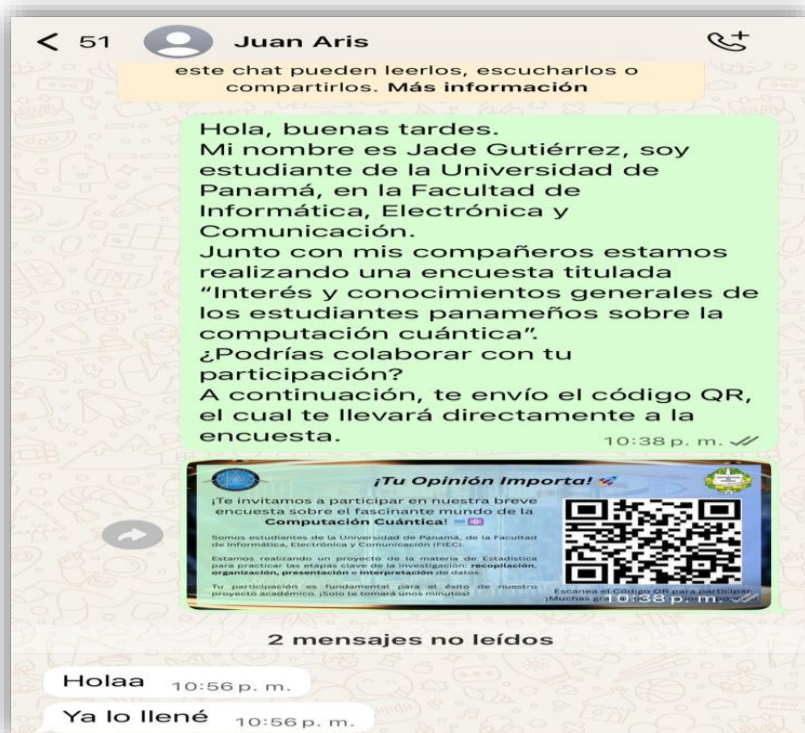 51
Juan Aris
este chat pueden leerlos, escucharlos o
compartirlos. Más información
Hola, buenas tardes.
Mi nombre es Jade Gutiérrez, soy
estudiante de la Universidad de
Panamá, en la Facultad de
Informática, Electrónica y
Comunicación.
Junto con mis compañeros estamos
realizando una encuesta titulada
“Interés y conocimientos generales de
los estudiantes panameños sobre la
computación cuántica”.
¿Podrías colaborar con tu
participación?
A continuación, te envío el código QR,
el cual te llevará directamente a la
encuesta.
10:38 p. m.
¡Tu Opinión Importa!
¡Te invitamos a participar en nuestra breve
encuesta sobre el fascinante mundo de la
Computación Cuántica!
Somos estudiantes de la Universidad de Panamá, de la Facultad
de Informática, Electrónica y Comunicación (FIEC).
Estamos realizando un proyecto de la materia de Estadística
para practicar las etapas clave de la investigación: recopilación,
organización, presentación e interpretación de datos.
Tu participación es fundamental para el éxito de nuestro
proyecto académico. ¡Solo te tomará unos minutos!
Escanea el Código QR para participar
¡Muchas
10:38 p. m.
2 mensajes no leídos
Holaa 10:56 p. m.
Ya lo llené 10:56 p. m.